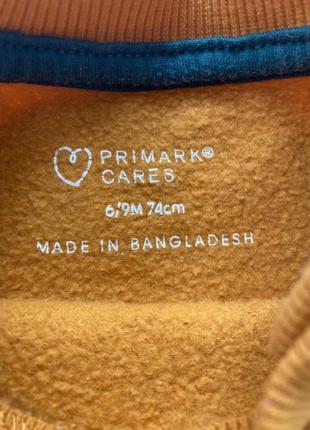 PRIMARK®
CARES
6/9M 74cm
MADE IN BANGLADESH